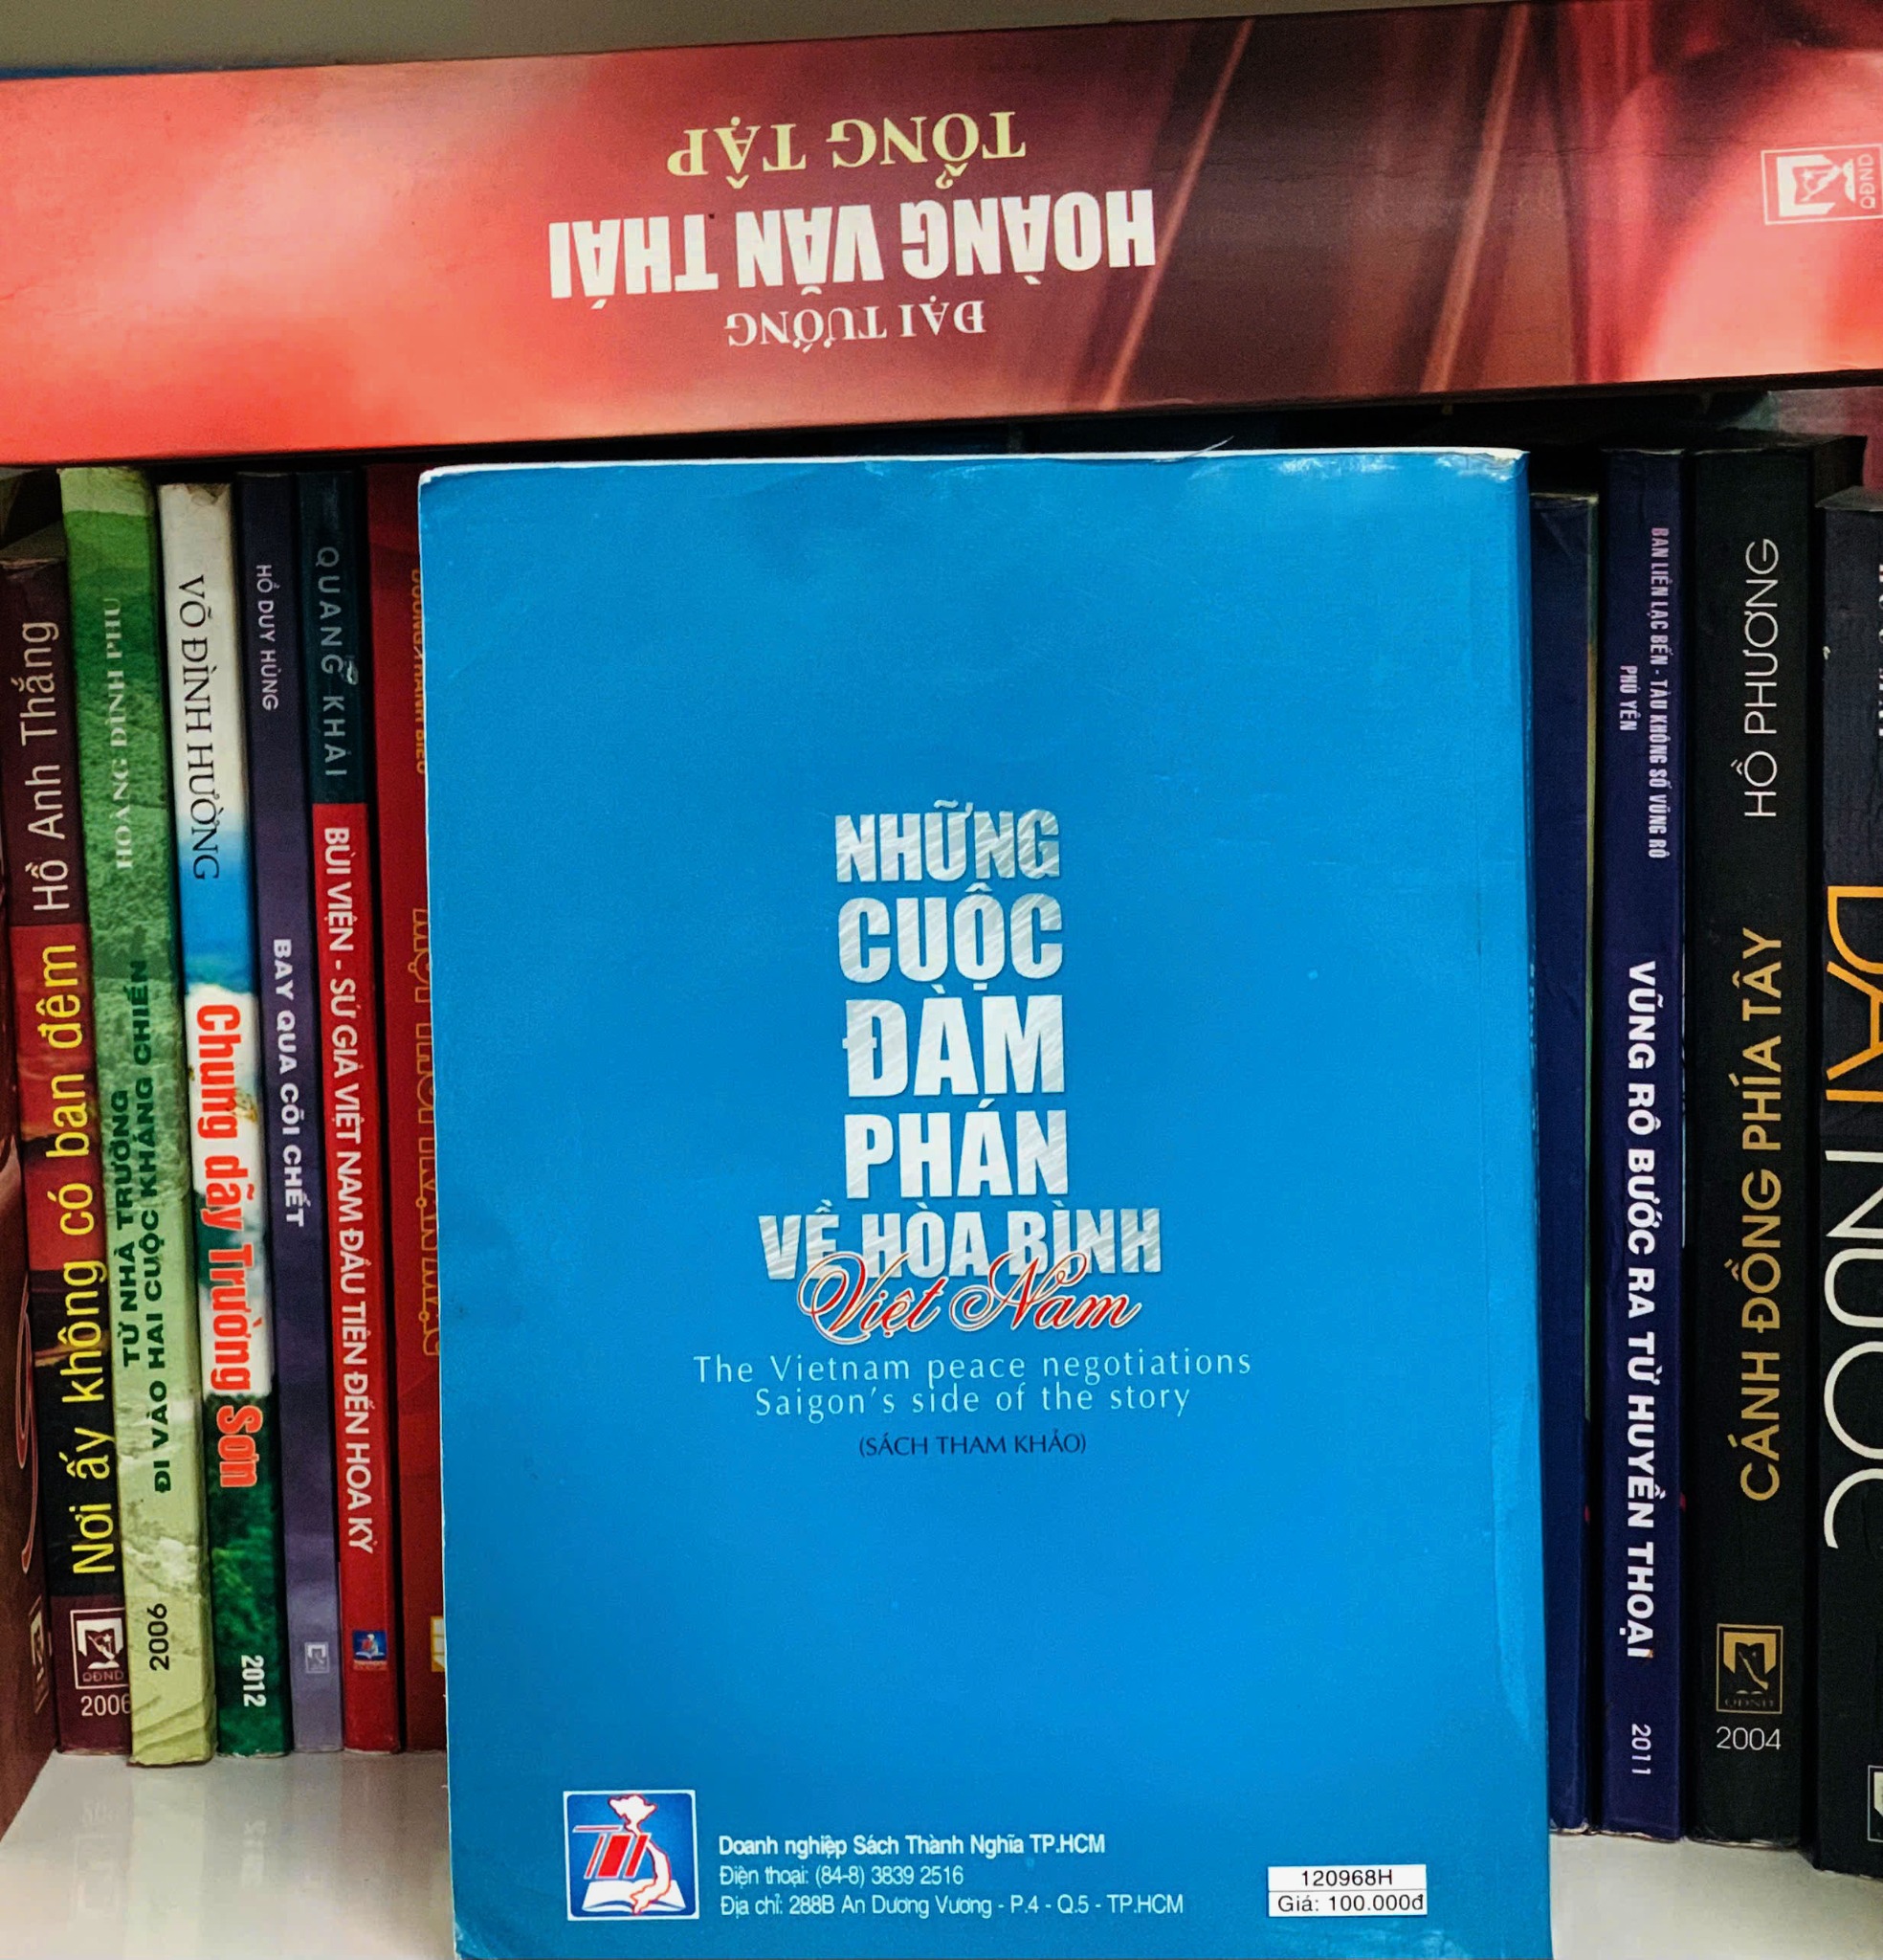 ĐẠI TƯỚNG
HOÀNG VĂN THÁI
TỔNG TẬP
QĐND
Hồ Anh Thắng
Nơi ấy không có ban đêm
QĐND
2006
HOÀNG ĐÌNH PHU
TỪ NHÀ TRƯỜNG
ĐI VÀO HAI CUỘC KHÁNG CHIẾN
2006
VÕ ĐÌNH HƯỜNG
Chung dãy Trường Sơn
2012
HỒ DUY HÙNG
BAY QUA CÕI CHẾT
QUANG KHẢI
BÙI VIỆN - SỨ GIẢ VIỆT NAM ĐẦU TIÊN ĐẾN HOA KỲ
NHỮNG
CUỘC
ĐÀM
PHÁN
VỀ HÒA BÌNH
Việt Nam
The Vietnam peace negotiations
Saigon's side of the story
(SÁCH THAM KHẢO)
Doanh nghiệp Sách Thành Nghĩa TP.HCM
Điện thoại: (84-8) 3839 2516
Địa chỉ: 288B An Dương Vương - P.4 - Q.5 - TP.HCM
120968H
Giá: 100.000đ
BAN LIÊN LẠC BẾN - TÀU KHÔNG SỐ VŨNG RÔ
PHÚ YÊN
VŨNG RÔ BƯỚC RA TỪ HUYỀN THOẠI
2011
HỒ PHƯƠNG
CÁNH ĐỒNG PHÍA TÂY
QĐND
2004